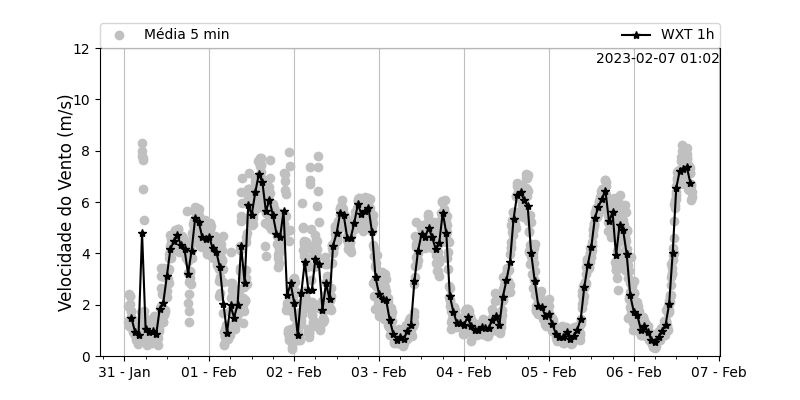 Média 5 min
WXT 1h
2023-02-07 01:02
Velocidade do Vento (m/s)
12
10
8
6
4
2
0
31 - Jan
01 - Feb
02 - Feb
03 - Feb
04 - Feb
05 - Feb
06 - Feb
07 - Feb